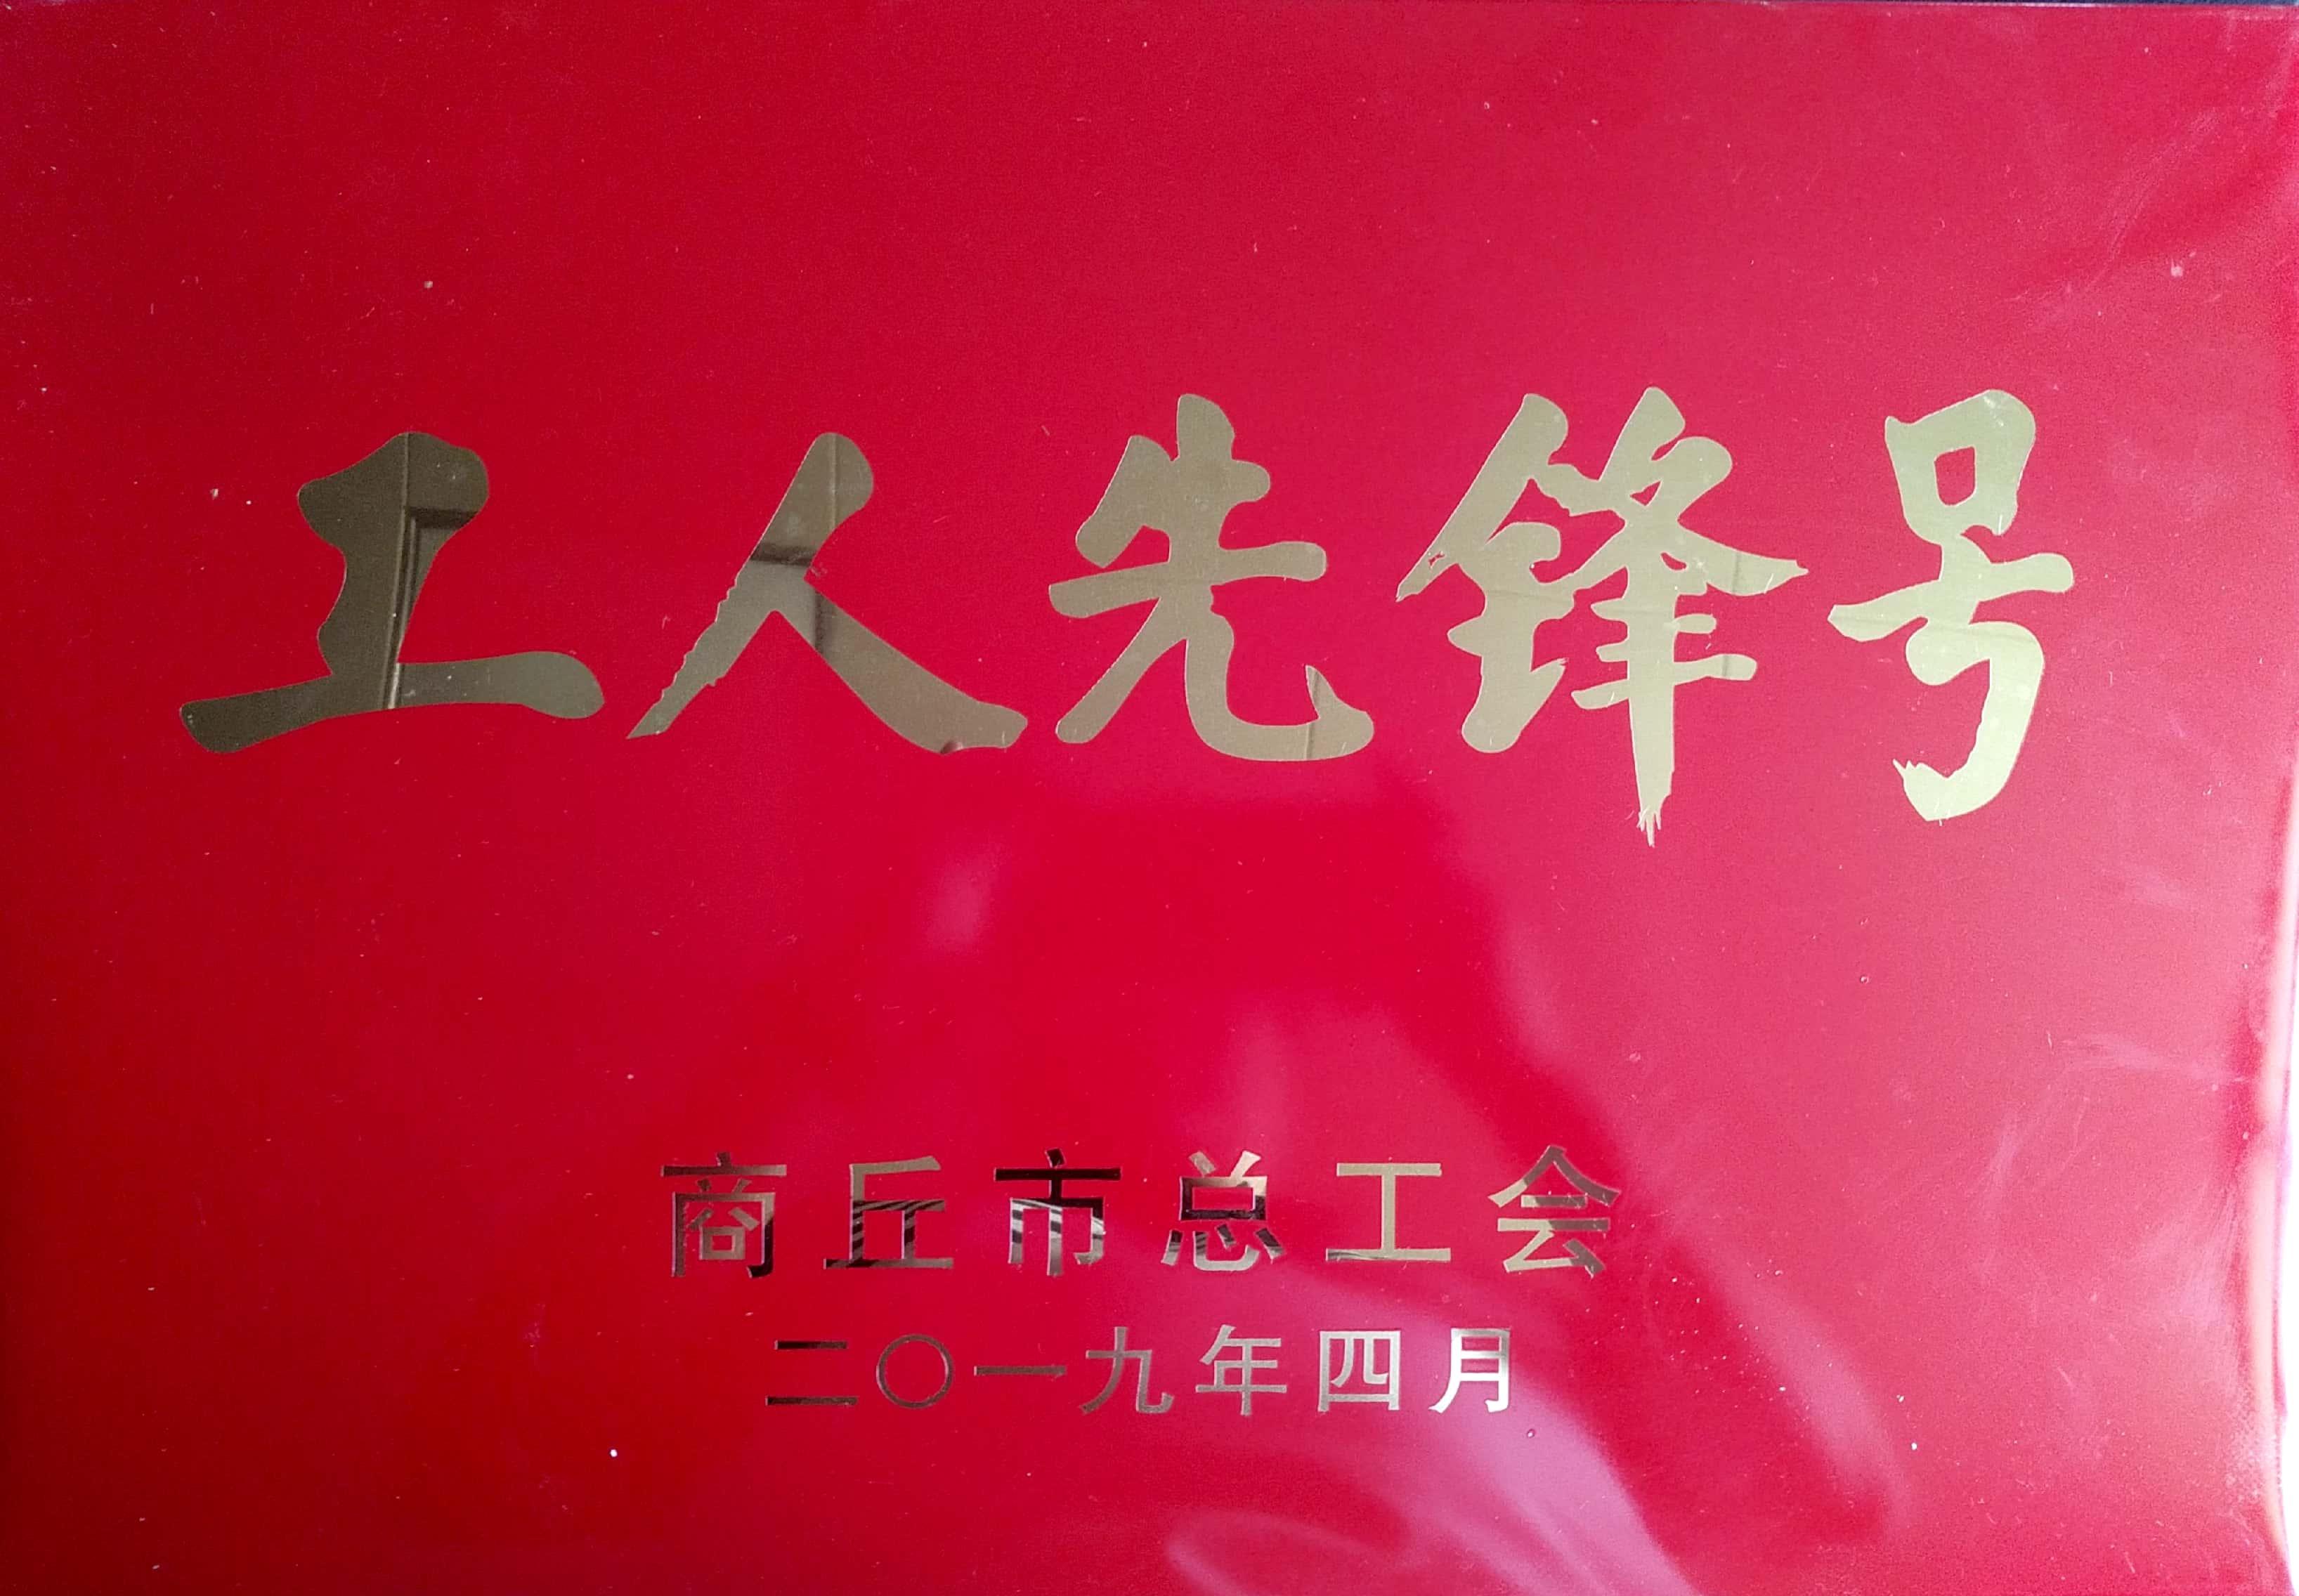 工人先锋号
商丘市总工会
二〇一九年四月